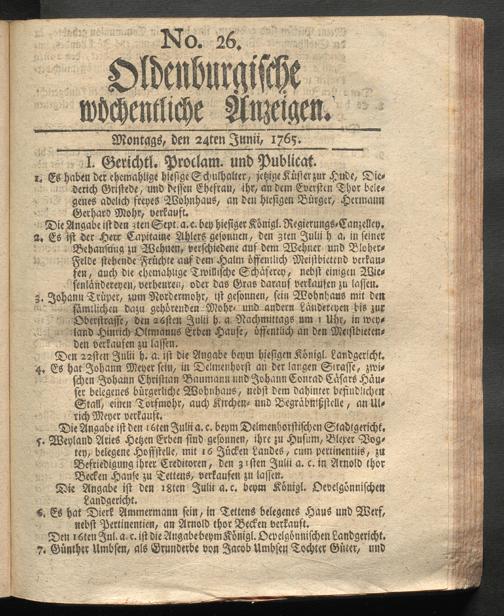 No. 26.
Oldenburgische
wöchentliche Anzeigen.
Montags, den 24ten Junii, 1765.
I. Gerichtl. Proclam. und Publicat.
1. Es haben der ehemahlige hiesige Schulhalter, jetzige Küster zur Hude, Die-
derich Gristede, und dessen Ehefrau, ihr, an dem Eversten Thor bele-
genes adelich freyes Wohnhaus, an den hiesigen Bürger, Hermann
Gerhard Mohr, verkauft.
Die Angabe ist den 3ten Sept. a. c. bey hiesiger Königl. Regierungs-Canzelley.
2. Es ist der Herr Capitaine Ahlers gesonnen, den 3ten Julii h a. in seiner
Behausung zu Wehnen, verschiedene auf dem Wehner und Bloher
Felde stehende Früchte auf dem Halm öffentlich Meistbietend verkau-
fen, auch die ehemahlige Twillische Schäferey, nebst einigen Wie-
senländereyen, verheuren, oder das Gras darauf verkaufen zu lassen.
3. Johann Trüper, zum Nordermohr, ist gesonnen, sein Wohnhaus mit den
sämtlichen dazu gehörenden Mohr- und andern Ländereyen bis zur
Oberstrasse, den 26sten Julii h. a. Nachmittags um 1 Uhr, in wey-
land Hinrich Oltmanns Erben Hause, öffentlich an den Meistbieten-
den verkaufen zu lassen.
Den 22sten Julii h. a. ist die Angabe beym hiesigen Königl. Landgericht.
4. Es hat Johann Meyer sein, in Delmenhorst an der langen Strasse, zwi-
schen Johann Christian Baumann und Johann Conrad Cäsars Häu-
ser belegenes bürgerliche Wohnhaus, nebst dem dahinter befindlichen
Stall, einen Torfmohr, auch Kirchen- und Begräbnißstelle, an Ul-
rich Meyer verkauft.
Die Angabe ist den 16ten Julii a. c. beym Delmenhorstischen Stadtgericht.
5. Weyland Aries Hetzen Erben sind gesonnen, ihre zu Husum, Blexer Vog-
tey, belegene Hoffstelle, mit 16 Jücken Landes, cum pertinentiis, zu
Befriedigung ihrer Creditoren, den 31sten Julii a. c. in Arnold thor
Becken Hause zu Tettens, verkaufen zu lassen.
Die Angabe ist den 18ten Julii a. c. beym Königl. Oevelgönnischen
Landgericht.
6. Es hat Dierk Ammermann sein, in Tettens belegenes Haus und Werf,
nebst Pertinentien, an Arnold thor Becken verkauft.
Den 16ten Jul. a. c. ist die Angabe beym Königl. Oevelgönnischen Landgericht.
7. Günther Umbsen, als Grunderbe von Jacob Umbsen Tochter Güter, und